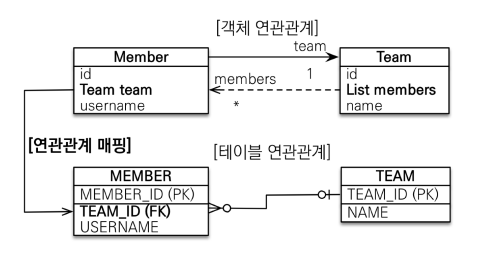 [객체 연관관계]
Member
id
Team team
username
team
1
members
*
Team
id
List members
name
[연관관계 매핑]
[테이블 연관관계]
MEMBER
MEMBER_ID (PK)
TEAM_ID (FK)
USERNAME
TEAM
TEAM_ID (PK)
NAME